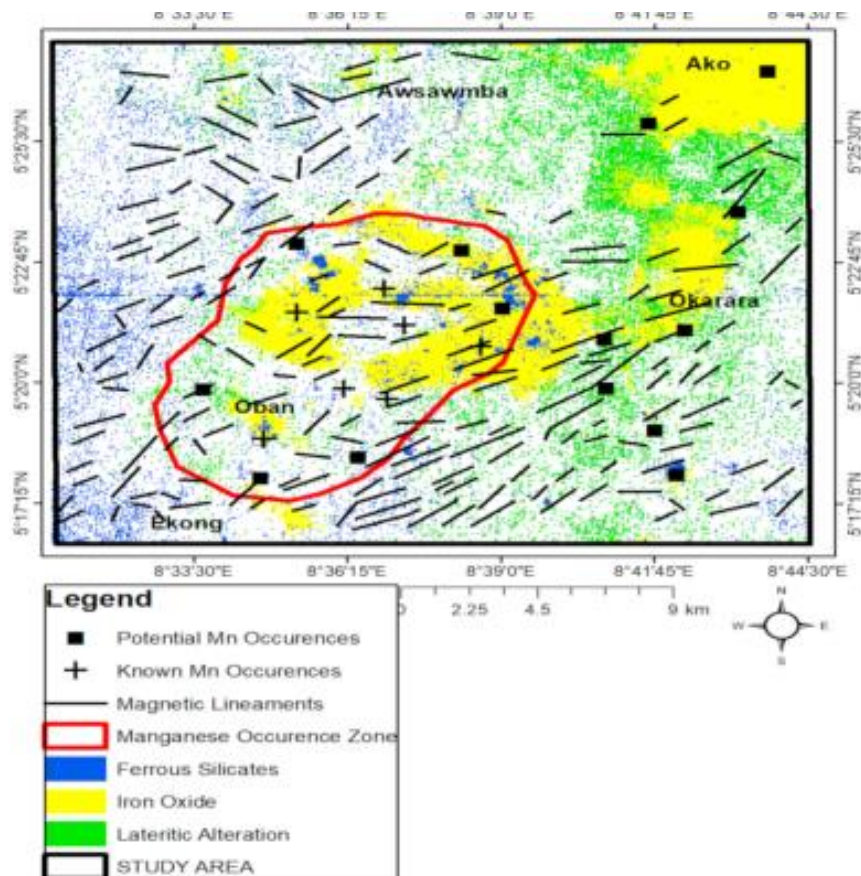 8°33'30"E 8°36'15"E 8°39'0"E 8°41'45"E 8°44'30"E
Ako
Awsawmba
5°25'30"N 5°25'30"N
5°22'45"N 5°22'45"N
Okarara
5°20'0"N 5°20'0"N
Oban
5°17'15"N 5°17'15"N
Ekong
8°33'30"E 8°36'15"E 8°39'0"E 8°41'45"E 8°44'30"E
0 2.25 4.5 9 km
N
W E
S
Legend
Potential Mn Occurences
Known Mn Occurences
Magnetic Lineaments
Manganese Occurence Zone
Ferrous Silicates
Iron Oxide
Lateritic Alteration
STUDY AREA